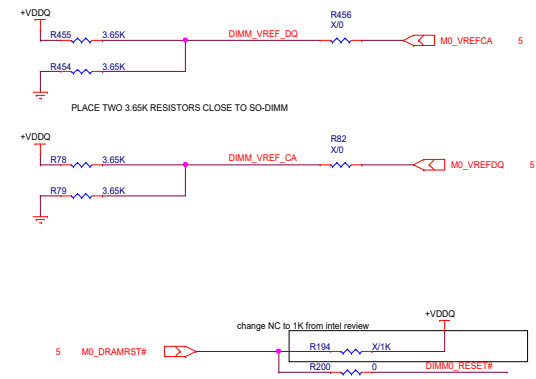 +VDDQ
R455 3.65K DIMM_VREF_DQ R456 X/0 M0_VREFCA 5
R454 3.65K
PLACE TWO 3.65K RESISTORS CLOSE TO SO-DIMM
+VDDQ
R78 3.65K DIMM_VREF_CA R82 X/0 M0_VREFDQ 5
R79 3.65K
+VDDQ
change NC to 1K from intel review
5 M0_DRAMRST# R194 X/1K
R200 0 DIMM0_RESET#